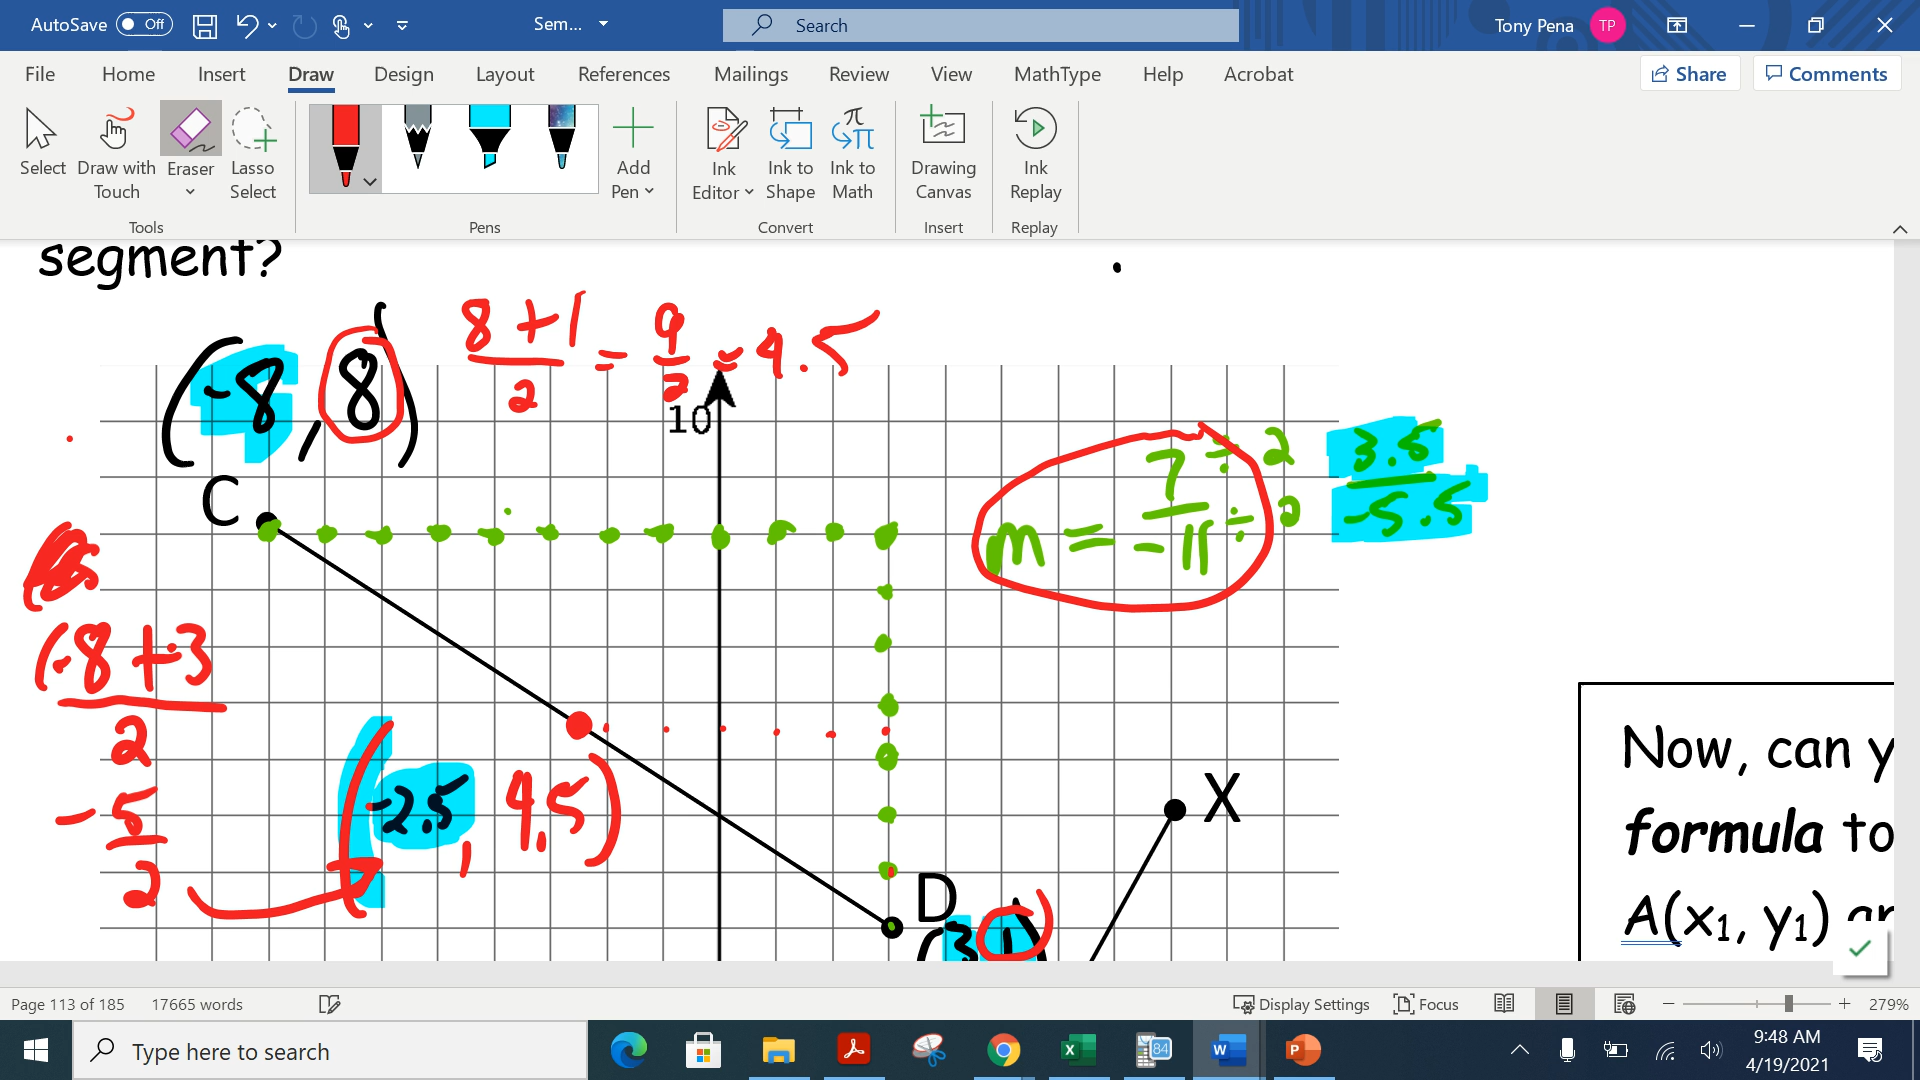 AutoSave Off Sem... Search Tony Pena TP
File Home Insert Draw Design Layout References Mailings Review View MathType Help Acrobat Share Comments
Select Draw with Touch Eraser Lasso Select Add Pen Ink Editor Ink to Shape Ink to Math Drawing Canvas Ink Replay
Tools Pens Convert Insert Replay
segment?
(-8, 8)
8+1
2
= 9
2
= 4.5
10
m = 7 ÷ 2
-11 ÷ 2
3.5
-5.5
C
(-8+-3
2
-5
2
(-2.5, 4.5)
X
D
(3 1)
Now, can y
formula to
A(x₁, y₁)
Page 113 of 185 17665 words Display Settings Focus 279%
Type here to search 84 9:48 AM
4/19/2021